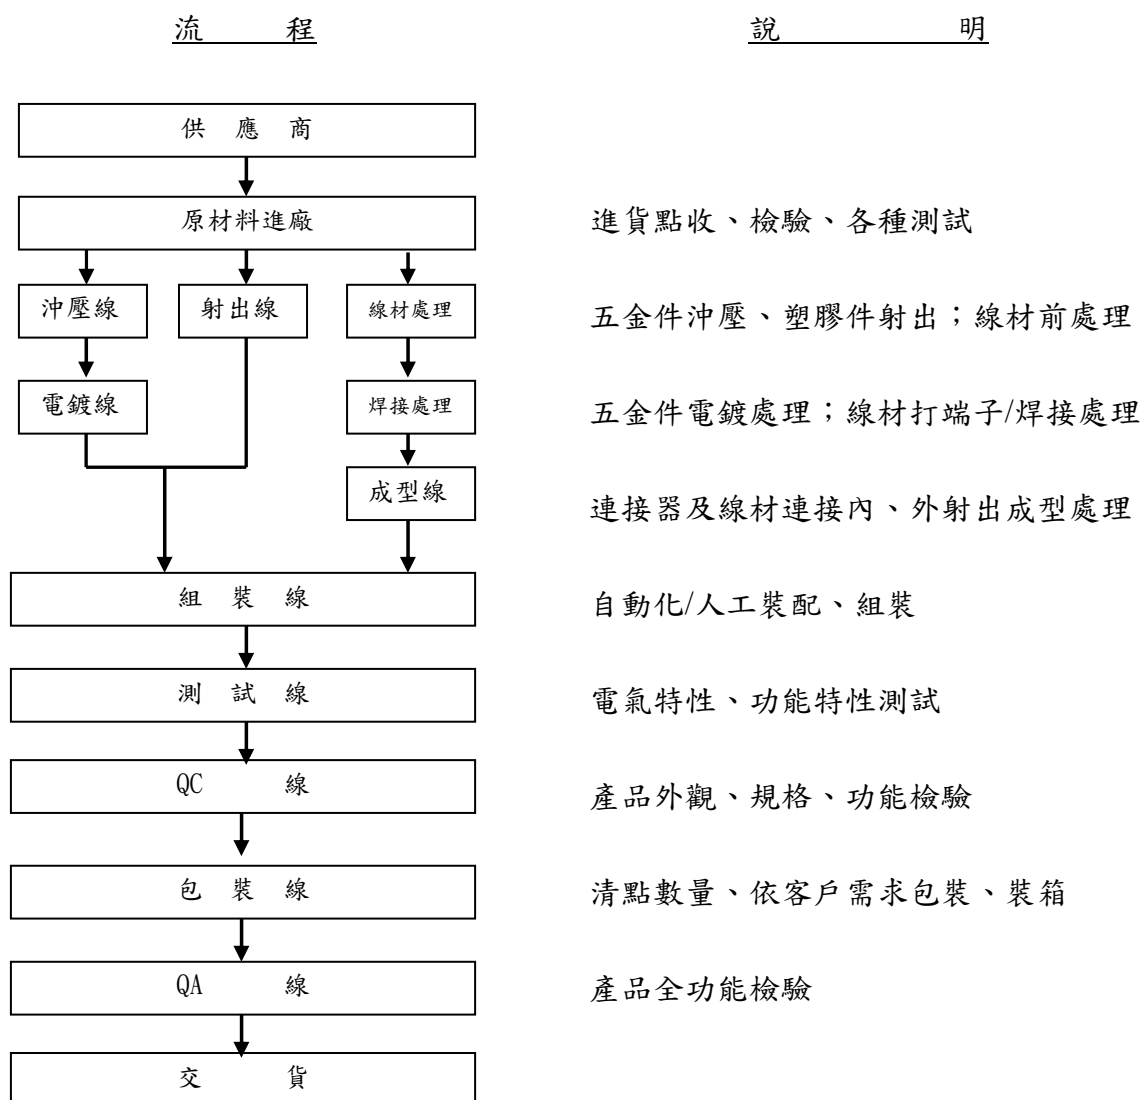 流程 說明
供應商
原材料進廠 進貨點收、檢驗、各種測試
沖壓線 射出線 線材處理 五金件沖壓、塑膠件射出；線材前處理
電鍍線 焊接處理 五金件電鍍處理；線材打端子/焊接處理
成型線 連接器及線材連接內、外射出成型處理
組裝線 自動化/人工裝配、組裝
測試線 電氣特性、功能特性測試
QC線 產品外觀、規格、功能檢驗
包裝線 清點數量、依客戶需求包裝、裝箱
QA線 產品全功能檢驗
交貨